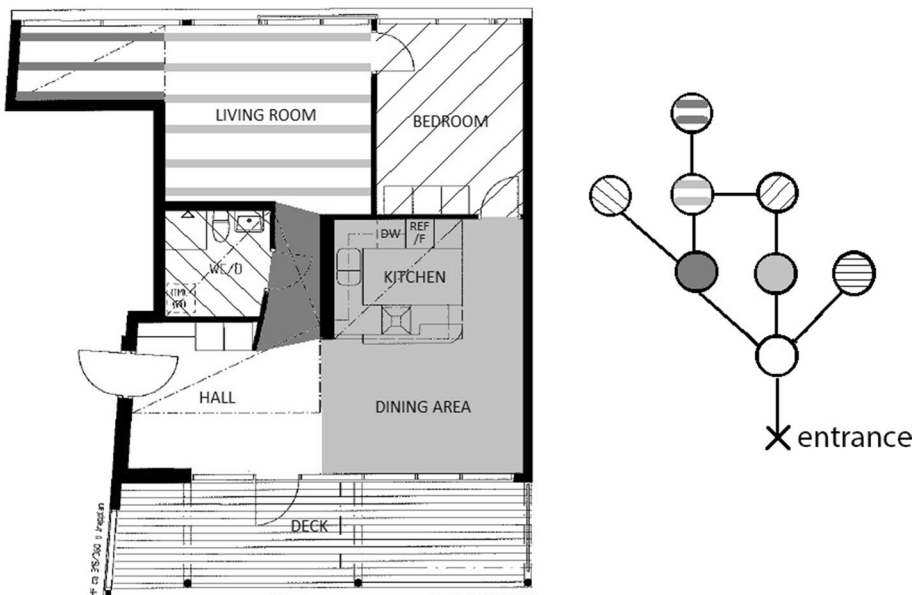 LIVING ROOM
BEDROOM
DW
REF
/F
WC/D
KITCHEN
HALL
DINING AREA
DECK
entrance